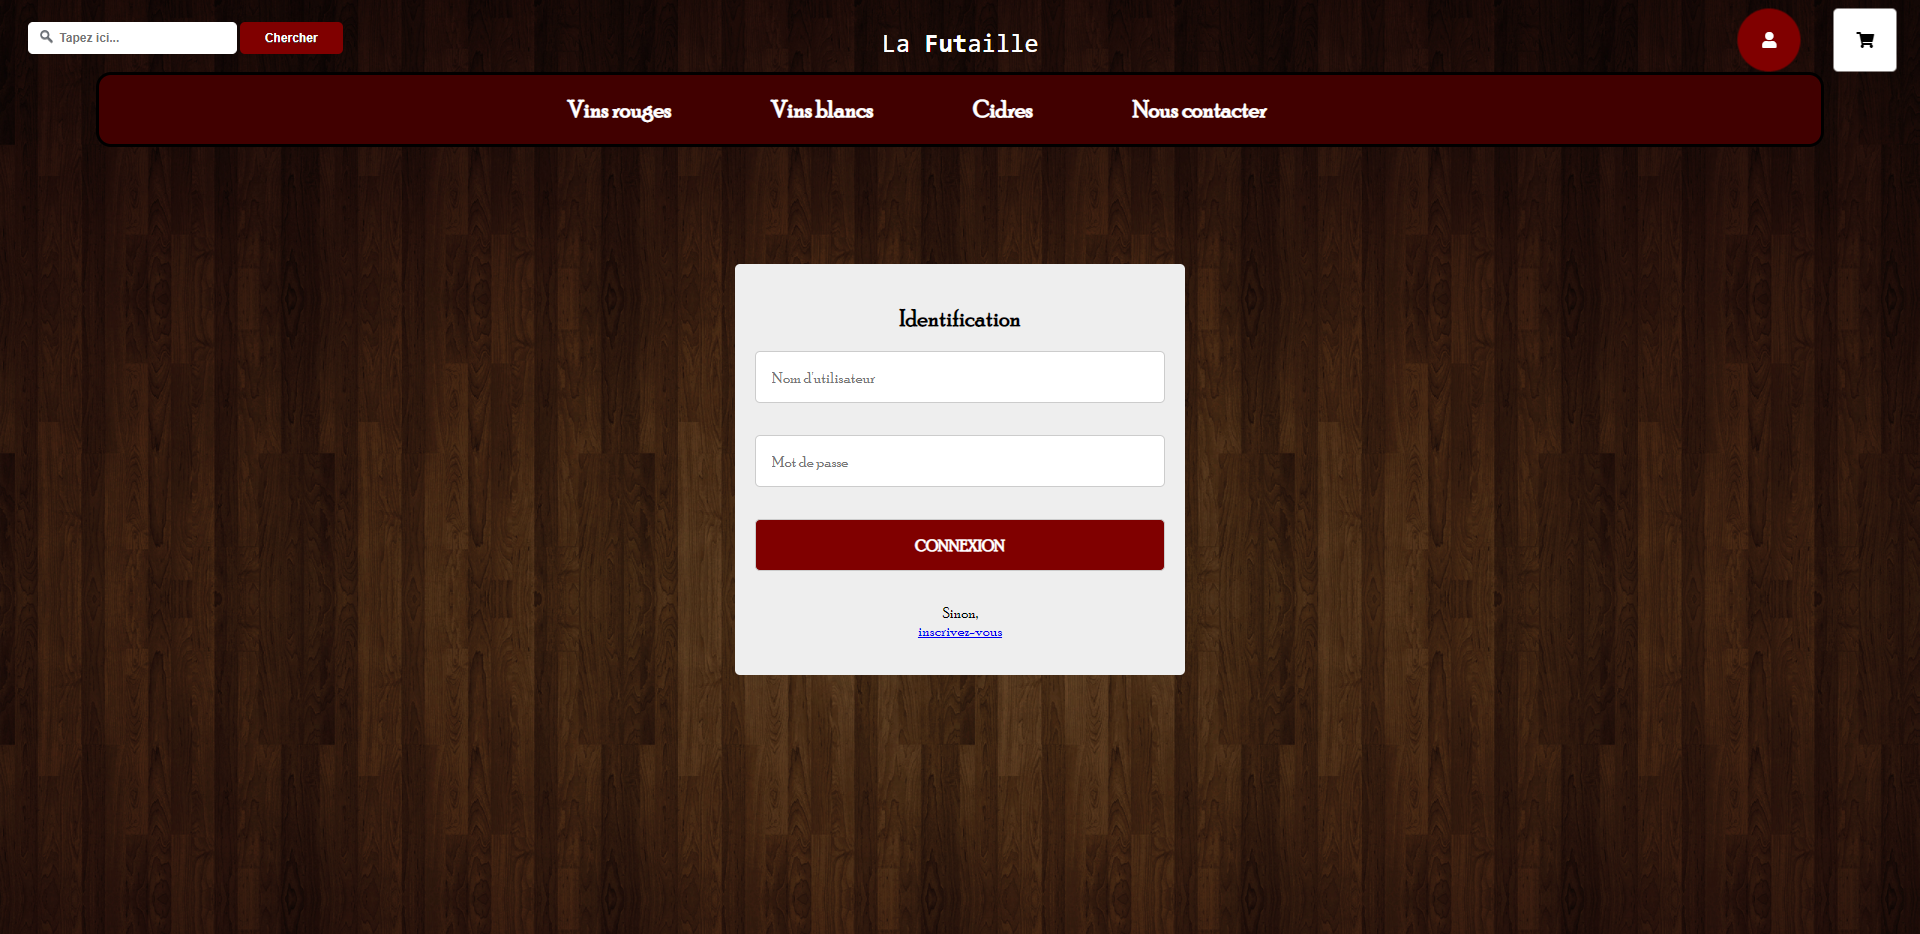 Tapez ici...
Chercher
La Futaille
Vins rouges
Vins blancs
Cidres
Nous contacter
Identification
Nom d'utilisateur
Mot de passe
CONNEXION
Sinon,
inscrivez-vous